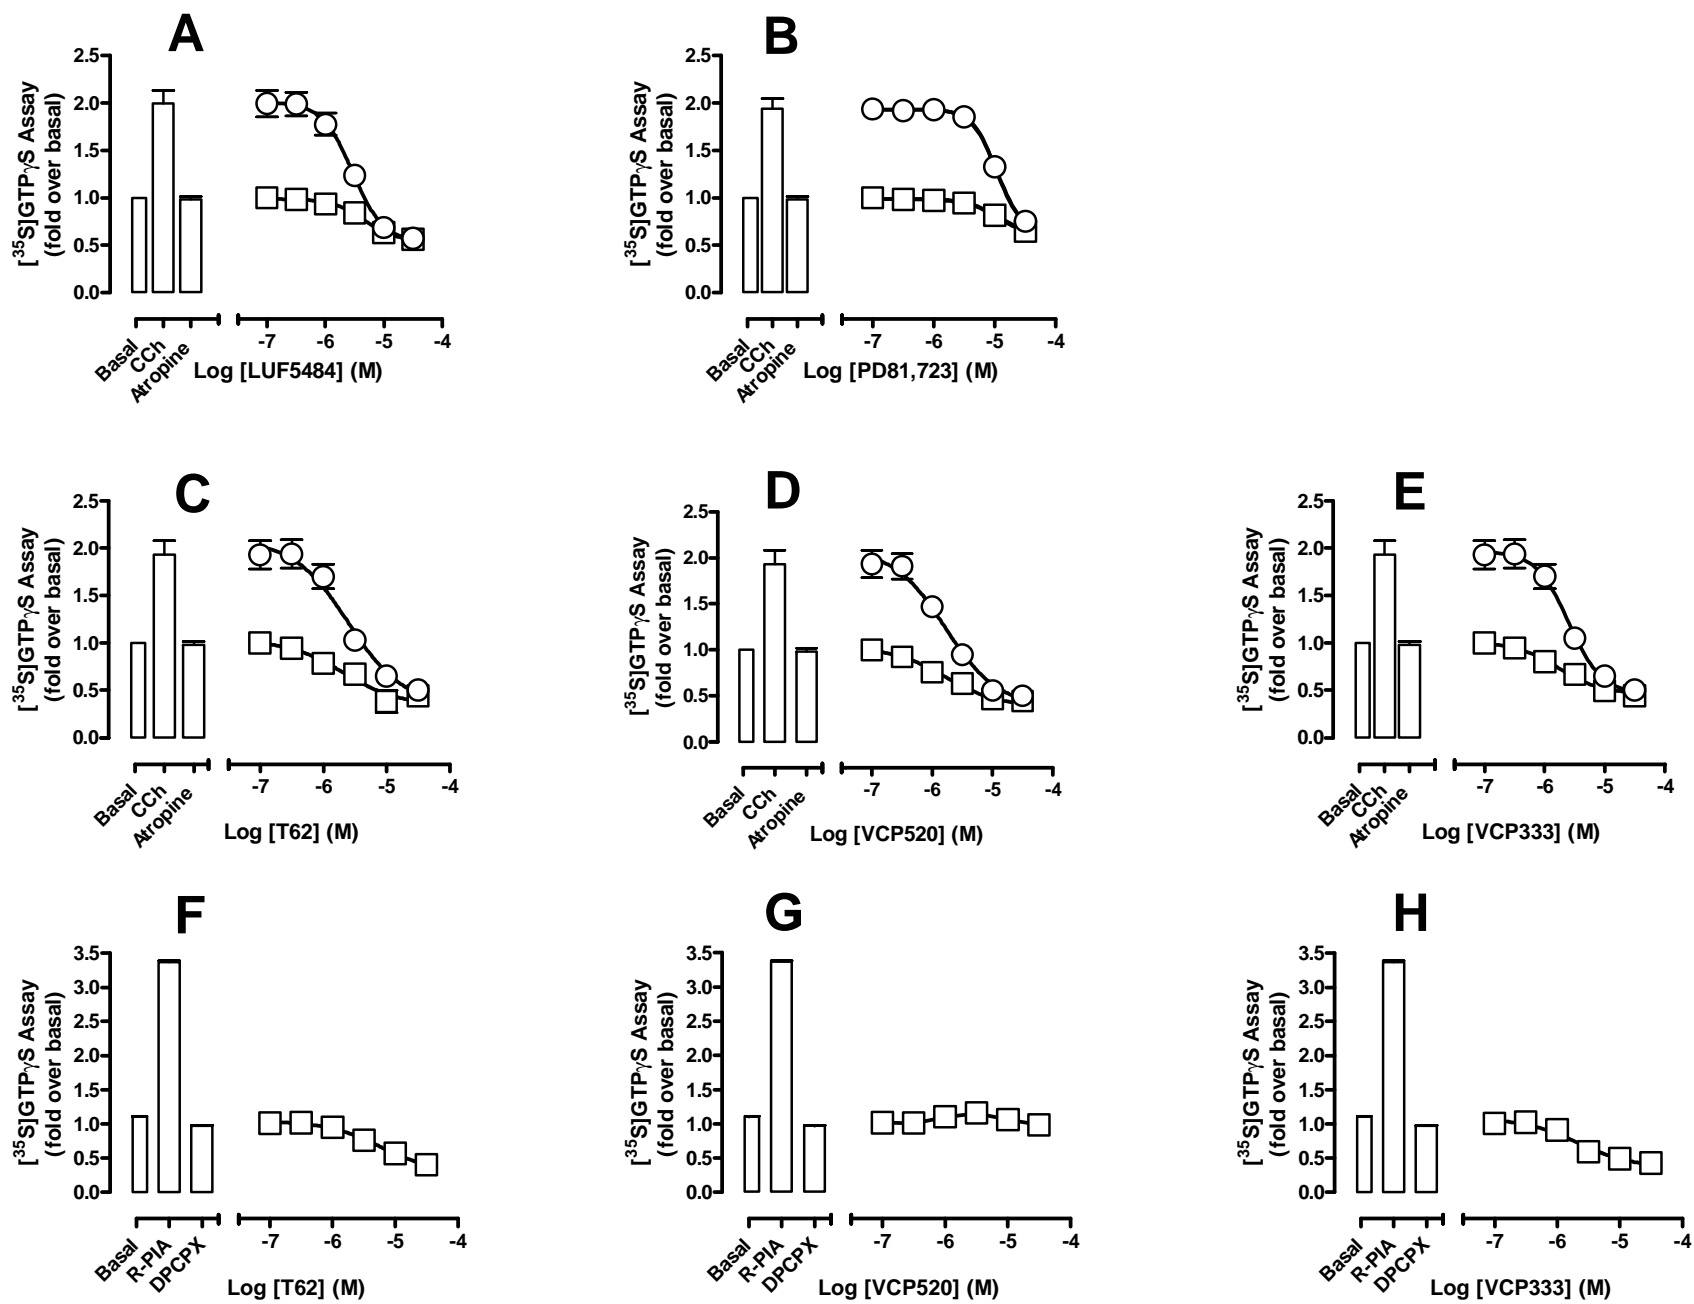 A
[³⁵S]GTPγS Assay
(fold over basal)
2.5
2.0
1.5
1.0
0.5
0.0
Basal
CCh
Atropine
-7 -6 -5 -4
Log [LUF5484] (M)
B
[³⁵S]GTPγS Assay
(fold over basal)
2.5
2.0
1.5
1.0
0.5
0.0
Basal
CCh
Atropine
-7 -6 -5 -4
Log [PD81,723] (M)
C
[³⁵S]GTPγS Assay
(fold over basal)
2.5
2.0
1.5
1.0
0.5
0.0
Basal
CCh
Atropine
-7 -6 -5 -4
Log [T62] (M)
D
[³⁵S]GTPγS Assay
(fold over basal)
2.5
2.0
1.5
1.0
0.5
0.0
Basal
CCh
Atropine
-7 -6 -5 -4
Log [VCP520] (M)
E
[³⁵S]GTPγS Assay
(fold over basal)
2.5
2.0
1.5
1.0
0.5
0.0
Basal
CCh
Atropine
-7 -6 -5 -4
Log [VCP333] (M)
F
[³⁵S]GTPγS Assay
(fold over basal)
3.5
3.0
2.5
2.0
1.5
1.0
0.5
0.0
Basal
R-PIA
DPCPX
-7 -6 -5 -4
Log [T62] (M)
G
[³⁵S]GTPγS Assay
(fold over basal)
3.5
3.0
2.5
2.0
1.5
1.0
0.5
0.0
Basal
R-PIA
DPCPX
-7 -6 -5 -4
Log [VCP520] (M)
H
[³⁵S]GTPγS Assay
(fold over basal)
3.5
3.0
2.5
2.0
1.5
1.0
0.5
0.0
Basal
R-PIA
DPCPX
-7 -6 -5 -4
Log [VCP333] (M)